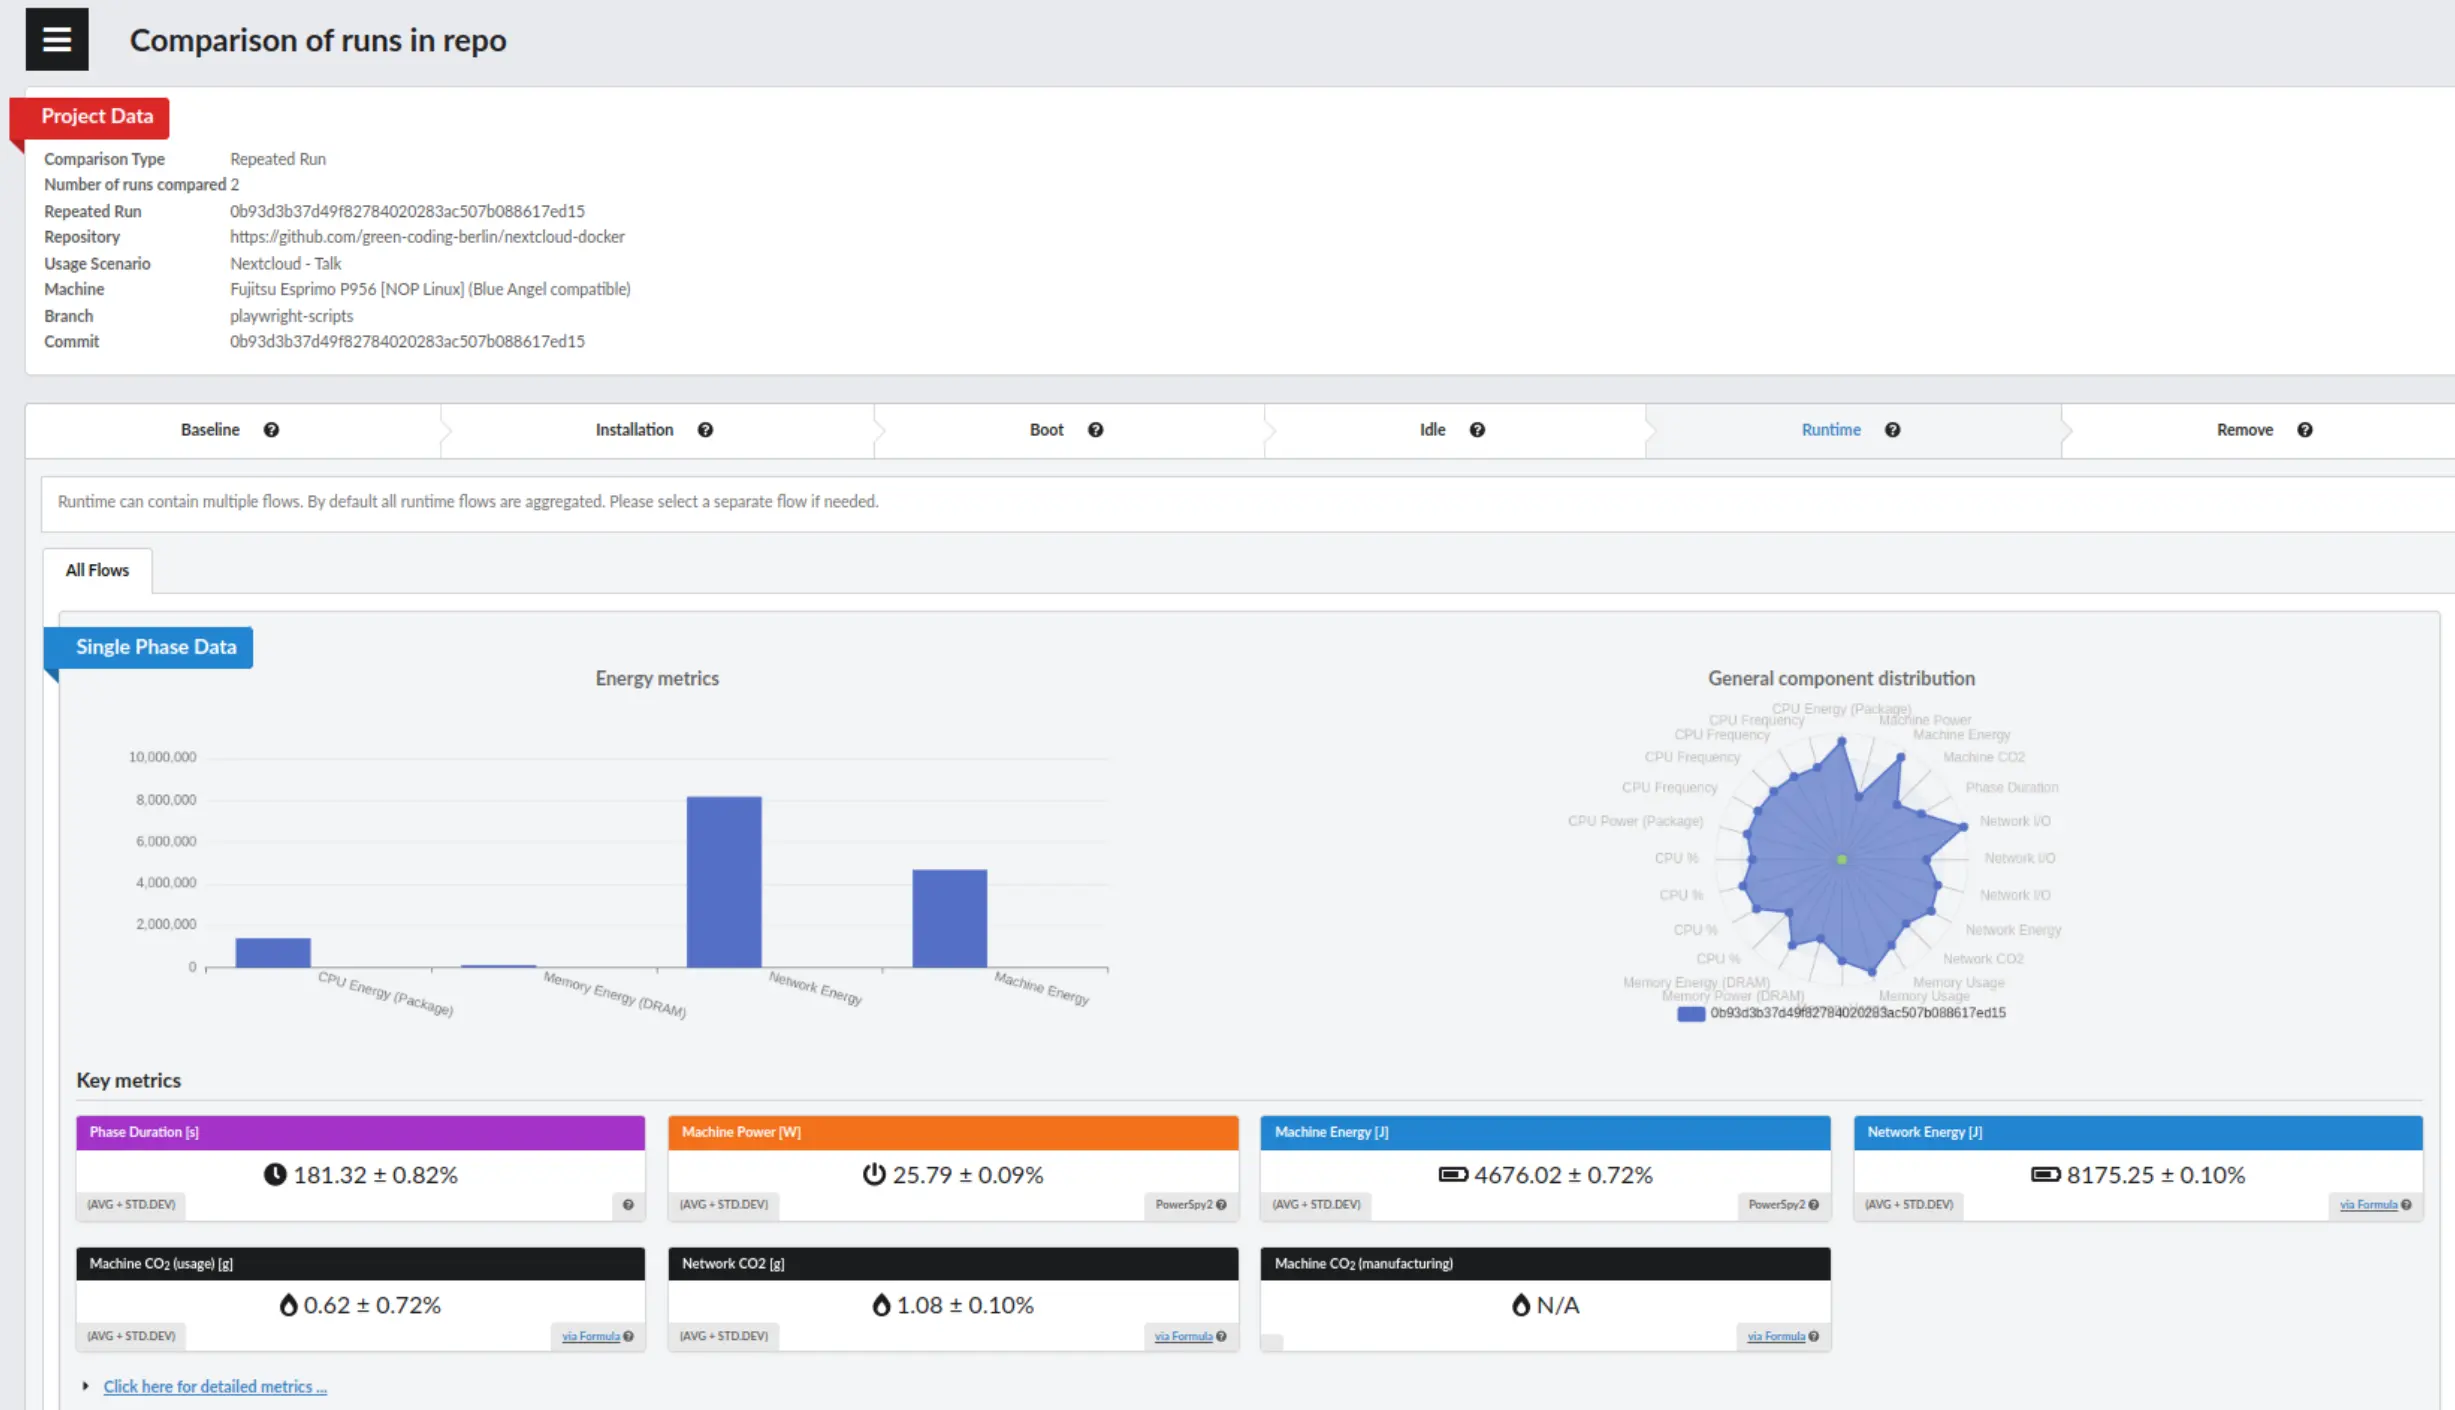 Comparison of runs in repo
Project Data
Comparison Type Repeated Run
Number of runs compared 2
Repeated Run 0b93d3b37d49f82784020283ac507b088617ed15
Repository https://github.com/green-coding-berlin/nextcloud-docker
Usage Scenario Nextcloud - Talk
Machine Fujitsu Esprimo P956 [NOP Linux] (Blue Angel compatible)
Branch playwright-scripts
Commit 0b93d3b37d49f82784020283ac507b088617ed15
Baseline Installation Boot Idle Runtime Remove
Runtime can contain multiple flows. By default all runtime flows are aggregated. Please select a separate flow if needed.
All Flows
Single Phase Data
Energy metrics
10,000,000
8,000,000
6,000,000
4,000,000
2,000,000
0
CPU Energy (Package)
Memory Energy (DRAM)
Network Energy
Machine Energy
General component distribution
CPU Energy (Package)
CPU Frequency
Machine Power
CPU Frequency
Machine Energy
CPU Frequency
Machine CO2
CPU Frequency
Phase Duration
CPU Power (Package)
Network I/O
CPU %
Network I/O
CPU %
Network I/O
CPU %
Network Energy
CPU %
Network CO2
Memory Energy (DRAM)
Memory Usage
Memory Power (DRAM)
Memory Usage
0b93d3b37d49f82784020283ac507b088617ed15
Key metrics
Phase Duration [s]
181.32 ± 0.82%
(AVG + STD.DEV)
Machine Power [W]
25.79 ± 0.09%
(AVG + STD.DEV) PowerSpy2
Machine Energy [J]
4676.02 ± 0.72%
(AVG + STD.DEV) PowerSpy2
Network Energy [J]
8175.25 ± 0.10%
(AVG + STD.DEV) via Formula
Machine CO₂ (usage) [g]
0.62 ± 0.72%
(AVG + STD.DEV) via Formula
Network CO2 [g]
1.08 ± 0.10%
(AVG + STD.DEV) via Formula
Machine CO₂ (manufacturing)
N/A
via Formula
Click here for detailed metrics ...